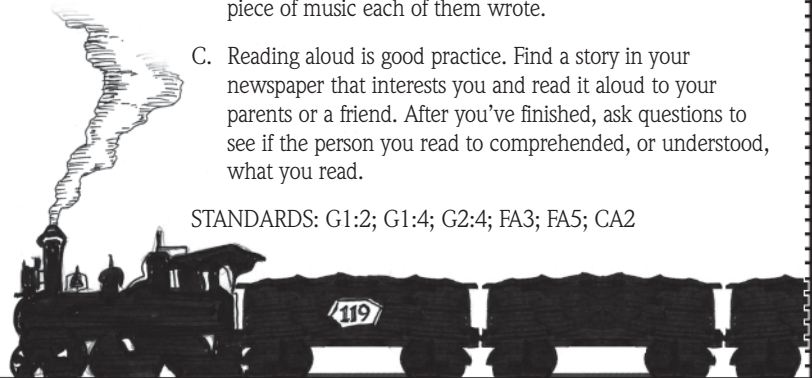 piece of music each of them wrote.
C. Reading aloud is good practice. Find a story in your
newspaper that interests you and read it aloud to your
parents or a friend. After you’ve finished, ask questions to
see if the person you read to comprehended, or understood,
what you read.
STANDARDS: G1:2; G1:4; G2:4; FA3; FA5; CA2
119